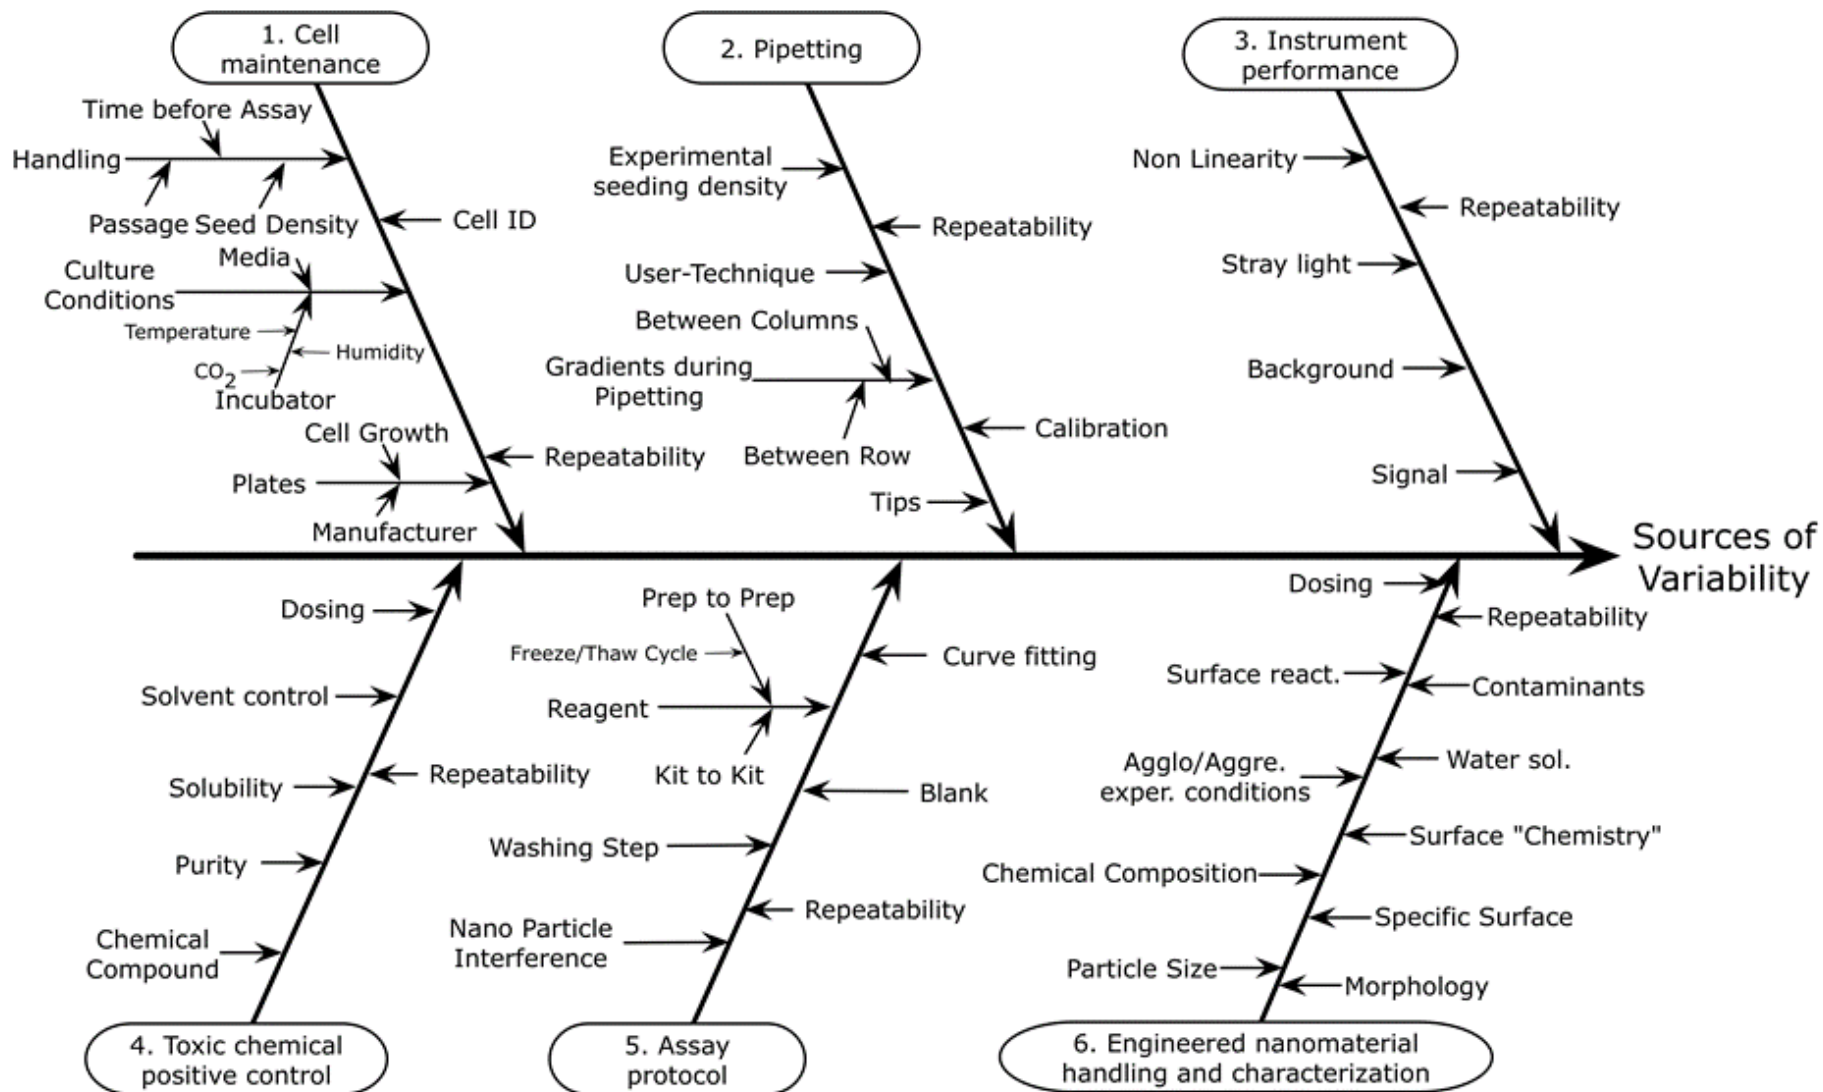 1. Cell
maintenance
Time before Assay
Handling
Passage
Seed Density
Cell ID
Media
Culture
Conditions
Temperature
Humidity
CO2
Incubator
Cell Growth
Repeatability
Plates
Manufacturer
2. Pipetting
Experimental
seeding density
Repeatability
User-Technique
Between Columns
Gradients during
Pipetting
Between Row
Calibration
Tips
3. Instrument
performance
Non Linearity
Repeatability
Stray light
Background
Signal
Sources of
Variability
Dosing
Solvent control
Repeatability
Solubility
Purity
Chemical
Compound
4. Toxic chemical
positive control
Prep to Prep
Freeze/Thaw Cycle
Curve fitting
Reagent
Kit to Kit
Blank
Washing Step
Repeatability
Nano Particle
Interference
5. Assay
protocol
Dosing
Repeatability
Surface react.
Contaminants
Water sol.
Agglo/Aggre.
exper. conditions
Surface "Chemistry"
Chemical Composition
Specific Surface
Particle Size
Morphology
6. Engineered nanomaterial
handling and characterization